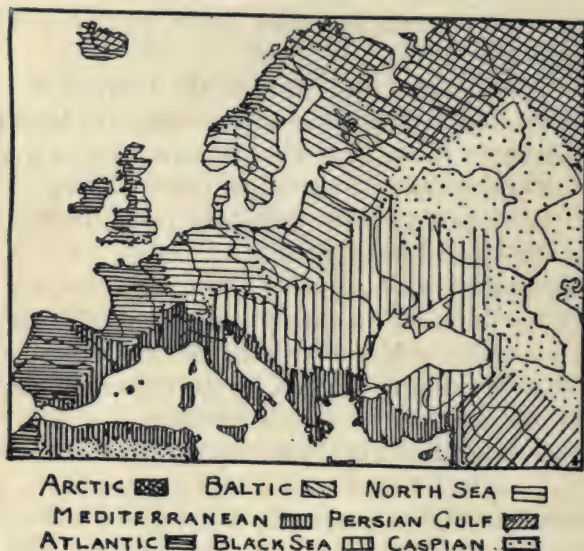 ARCTIC BALTIC NORTH SEA
MEDITERRANEAN PERSIAN GULF
ATLANTIC BLACK SEA CASPIAN